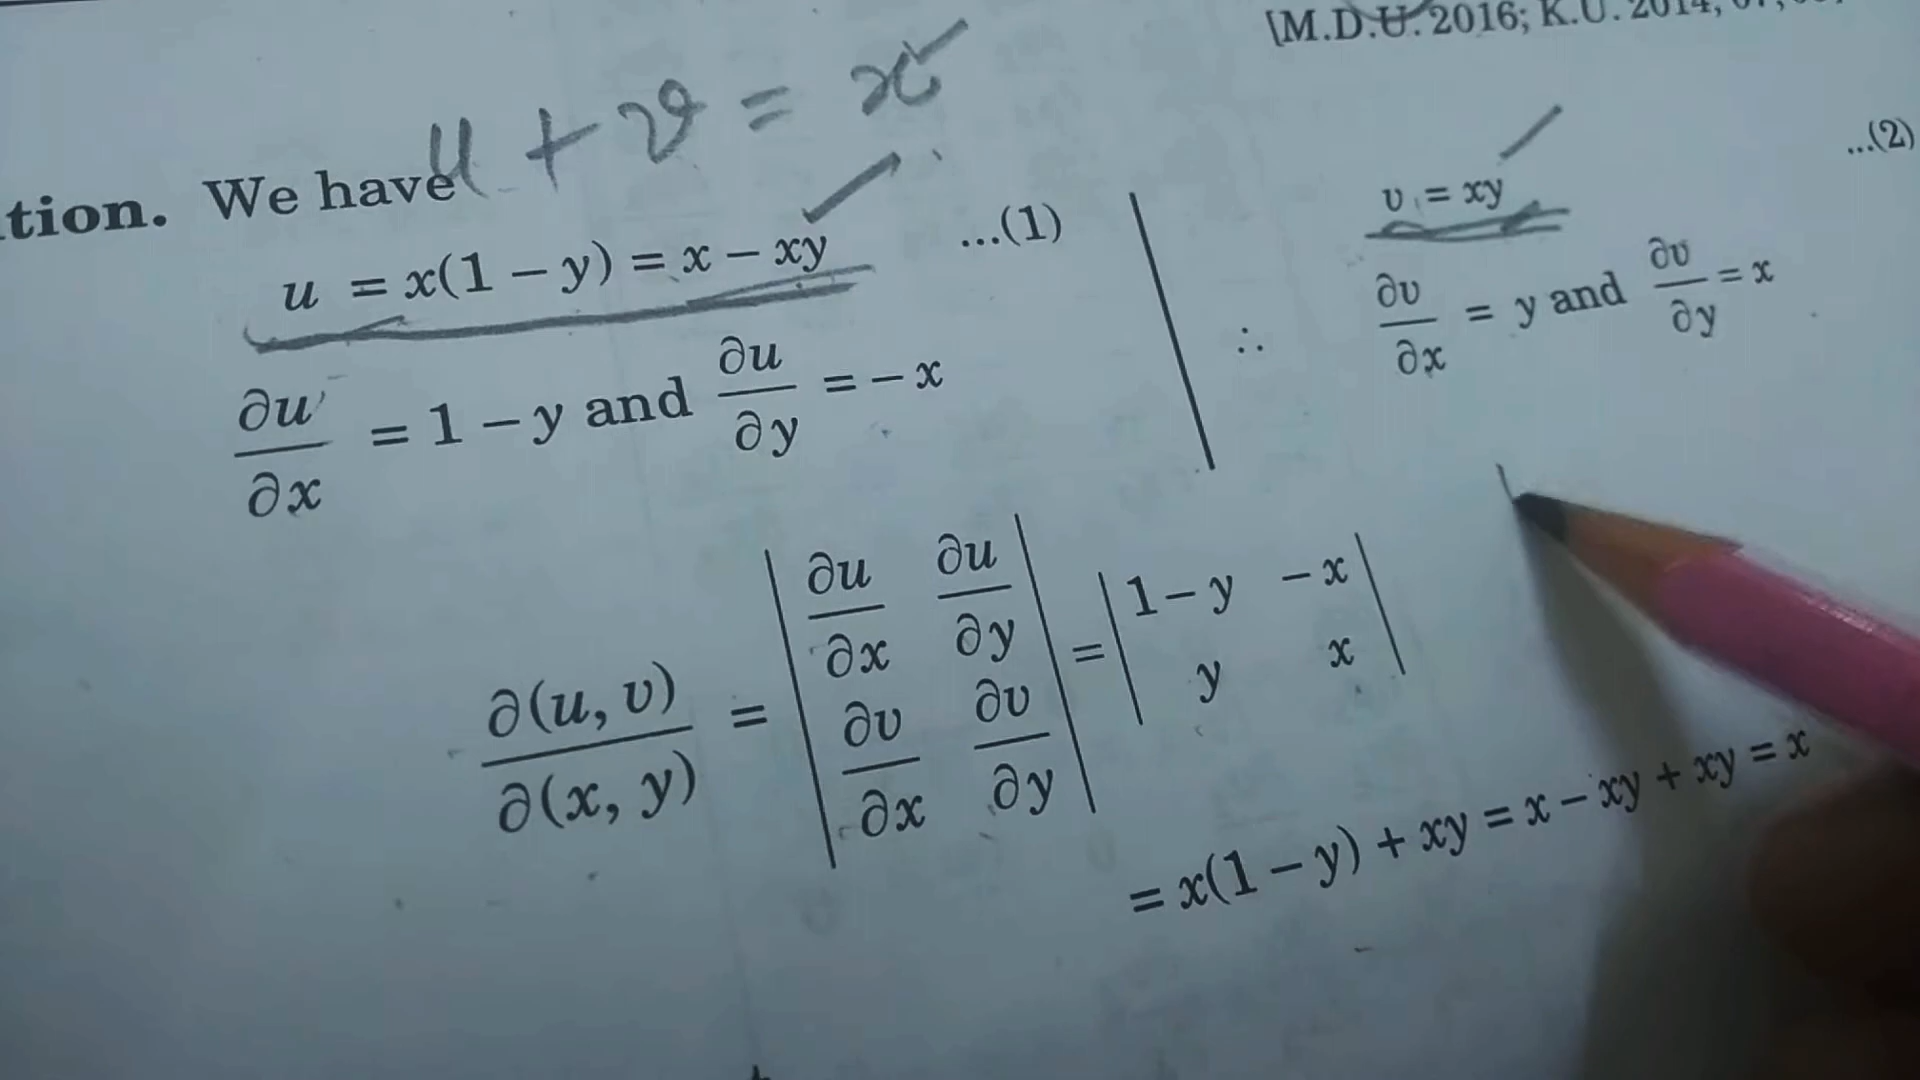 [M.D.U. 2016; K.U. 2014,
u + v = x
tion. We have
u = x(1 − y) = x − xy ...(1)
v = xy ...(2)
∂u/∂x = 1 − y and ∂u/∂y = − x
∴ ∂v/∂x = y and ∂v/∂y = x
∂(u, v)/∂(x, y) = | ∂u/∂x ∂u/∂y ; ∂v/∂x ∂v/∂y | = | 1 − y − x ; y x |
= x(1 − y) + xy = x − xy + xy = x